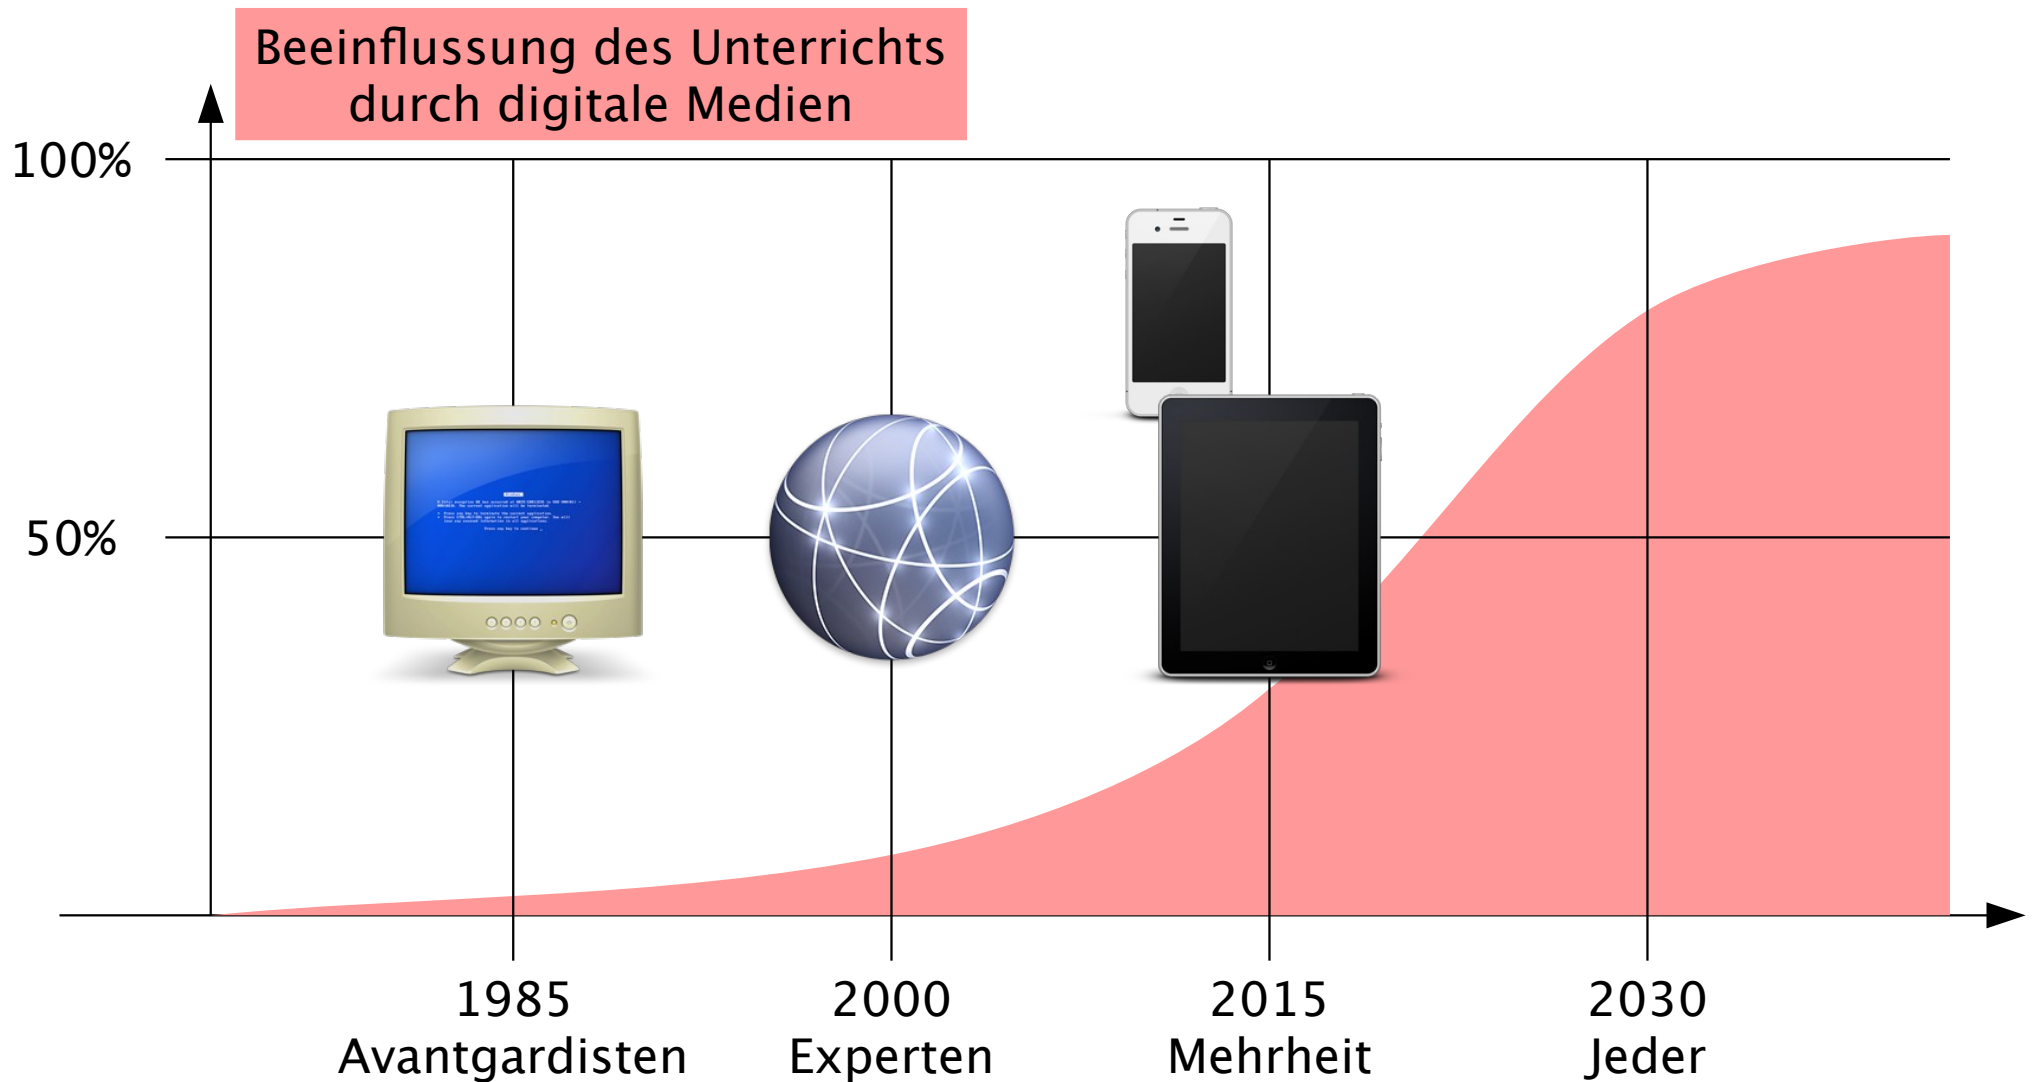 Beeinflussung des Unterrichts
durch digitale Medien
100%
50%
1985
Avantgardisten
2000
Experten
2015
Mehrheit
2030
Jeder